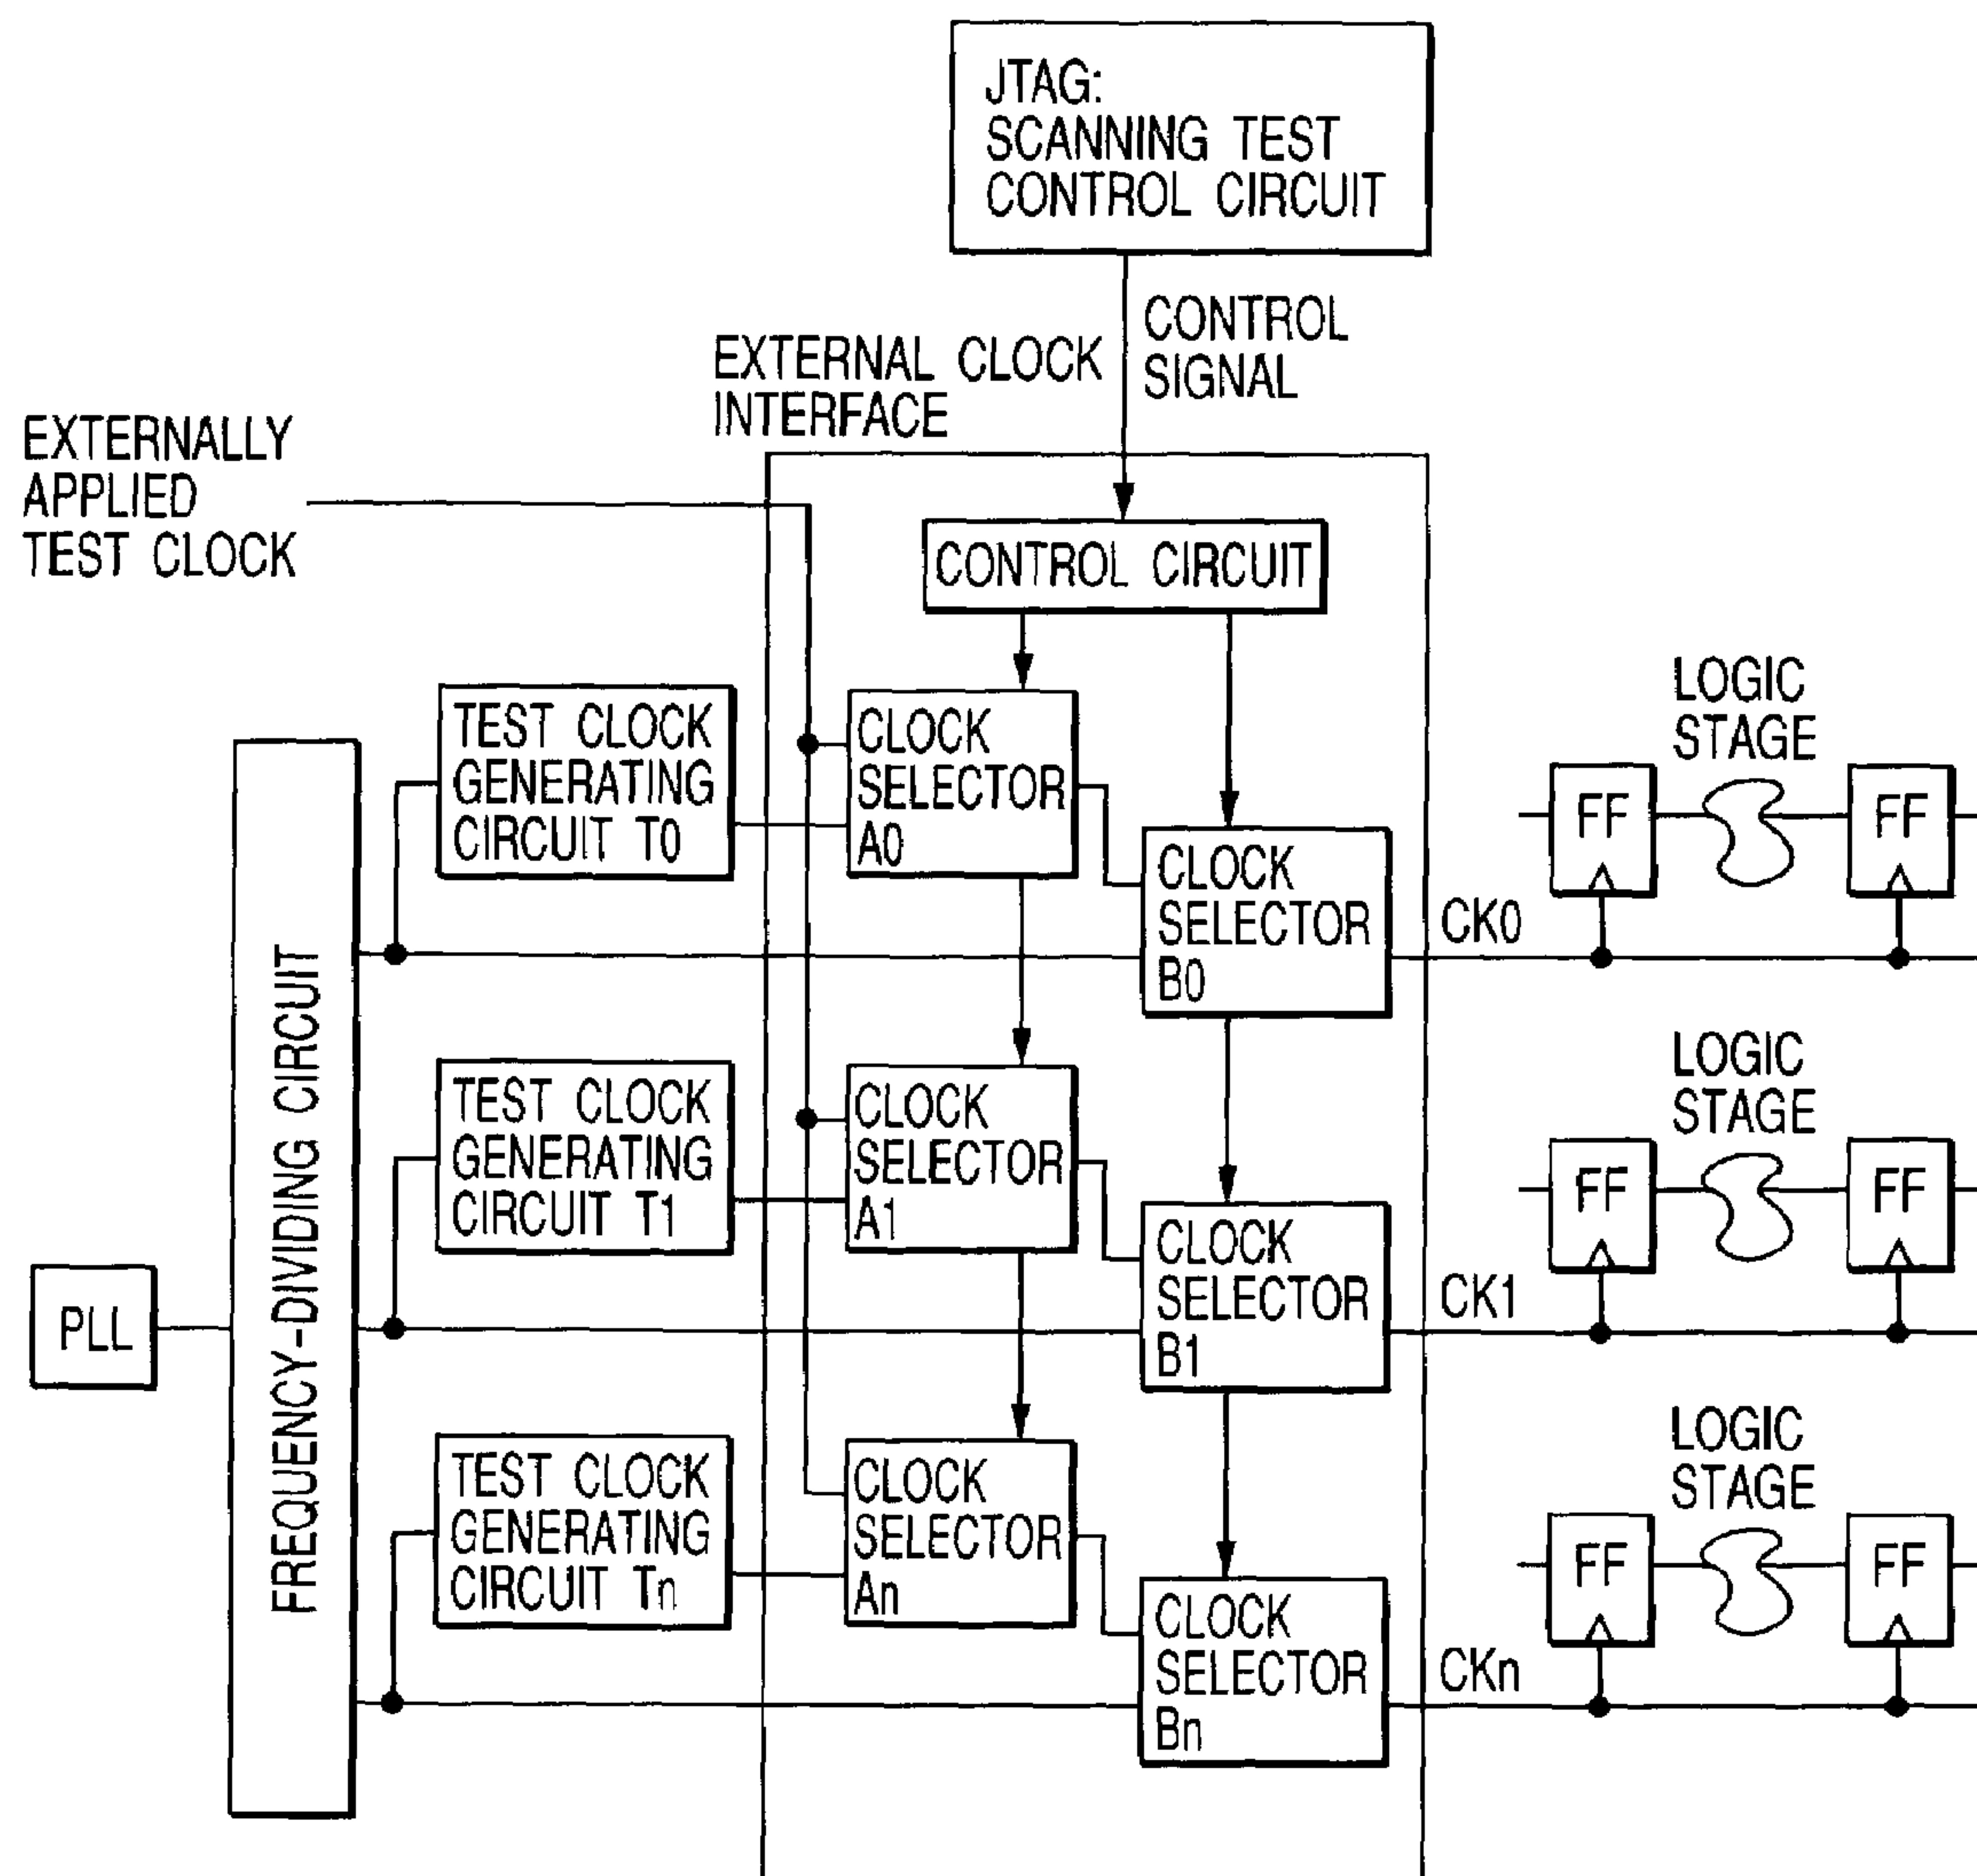 JTAG:
SCANNING TEST
CONTROL CIRCUIT
CONTROL
SIGNAL
EXTERNAL CLOCK
INTERFACE
EXTERNALLY
APPLIED
TEST CLOCK
CONTROL CIRCUIT
TEST CLOCK
GENERATING
CIRCUIT T0
CLOCK
SELECTOR
A0
CLOCK
SELECTOR
B0
CK0
LOGIC
STAGE
FF
FF
FREQUENCY-DIVIDING CIRCUIT
PLL
TEST CLOCK
GENERATING
CIRCUIT T1
CLOCK
SELECTOR
A1
CLOCK
SELECTOR
B1
CK1
LOGIC
STAGE
FF
FF
TEST CLOCK
GENERATING
CIRCUIT Tn
CLOCK
SELECTOR
An
CLOCK
SELECTOR
Bn
CKn
LOGIC
STAGE
FF
FF